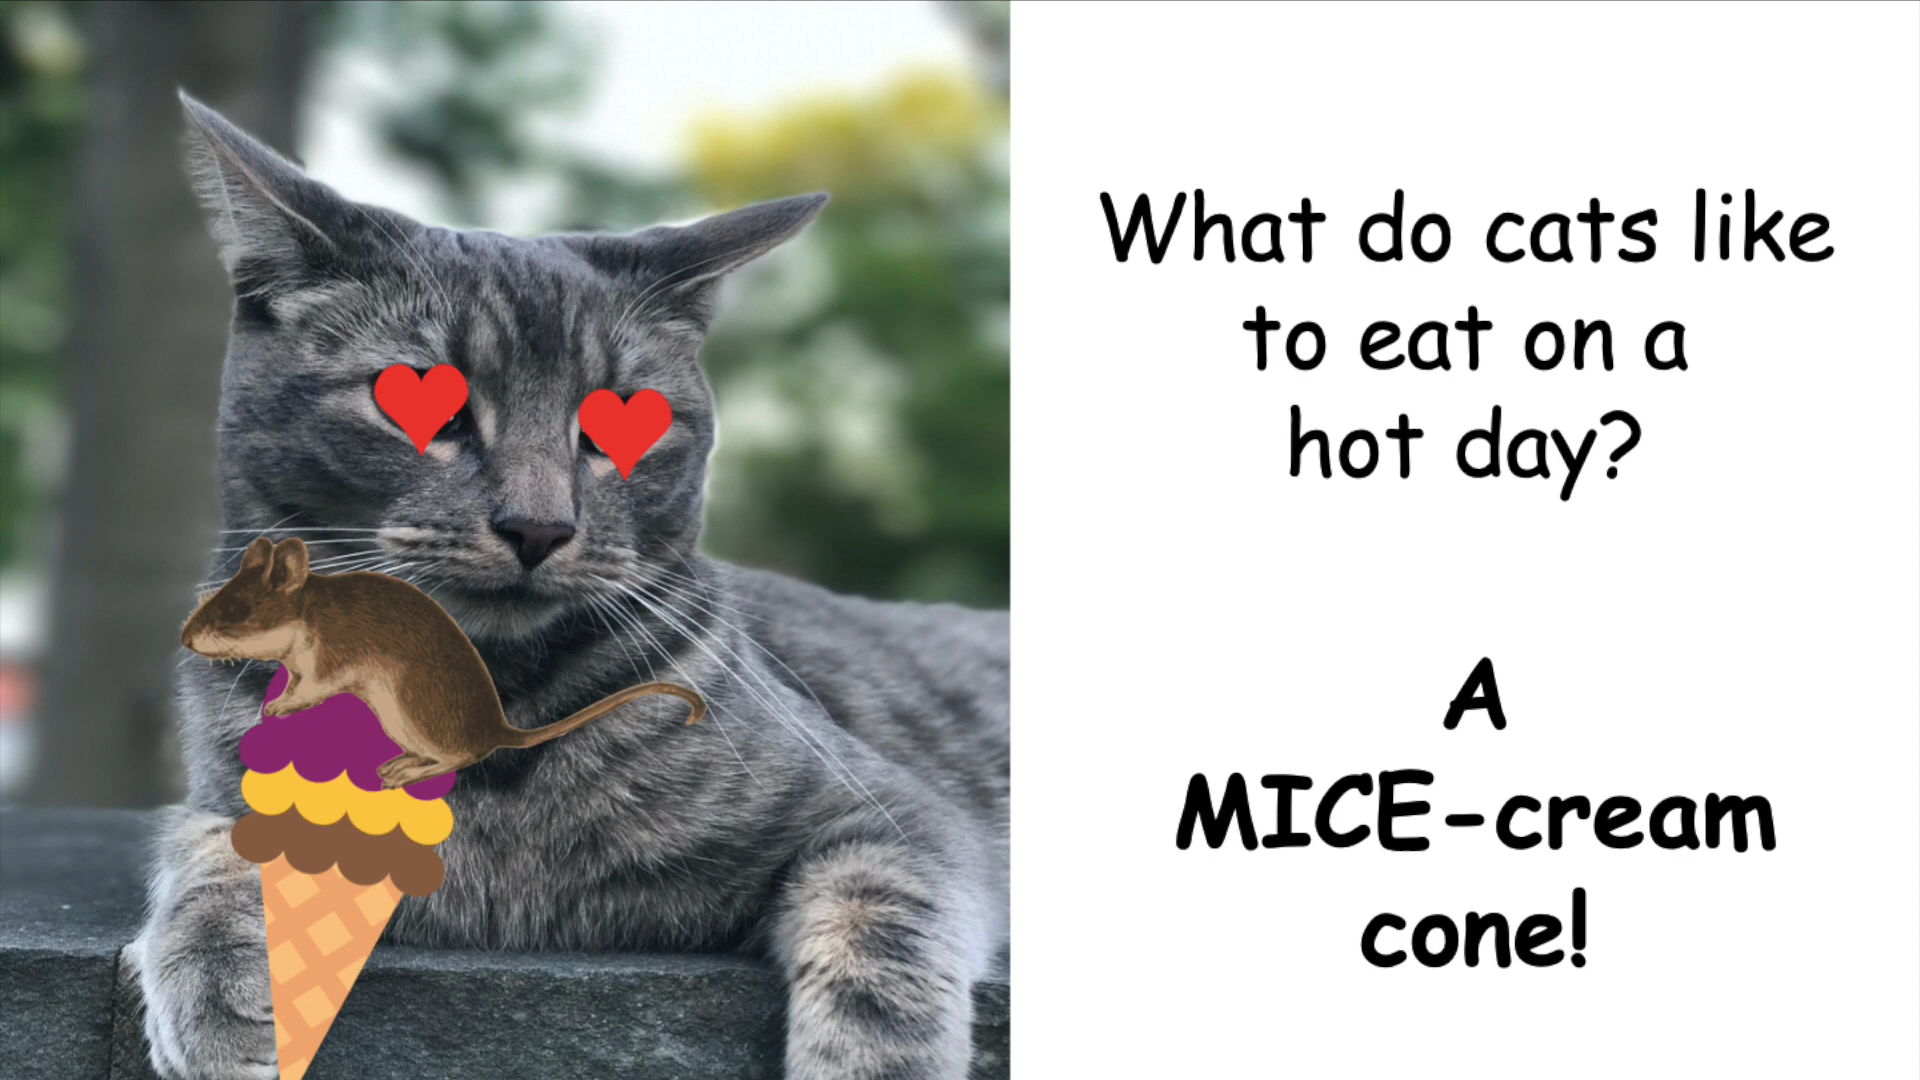 What do cats like
to eat on a
hot day?
A
MICE-cream
cone!